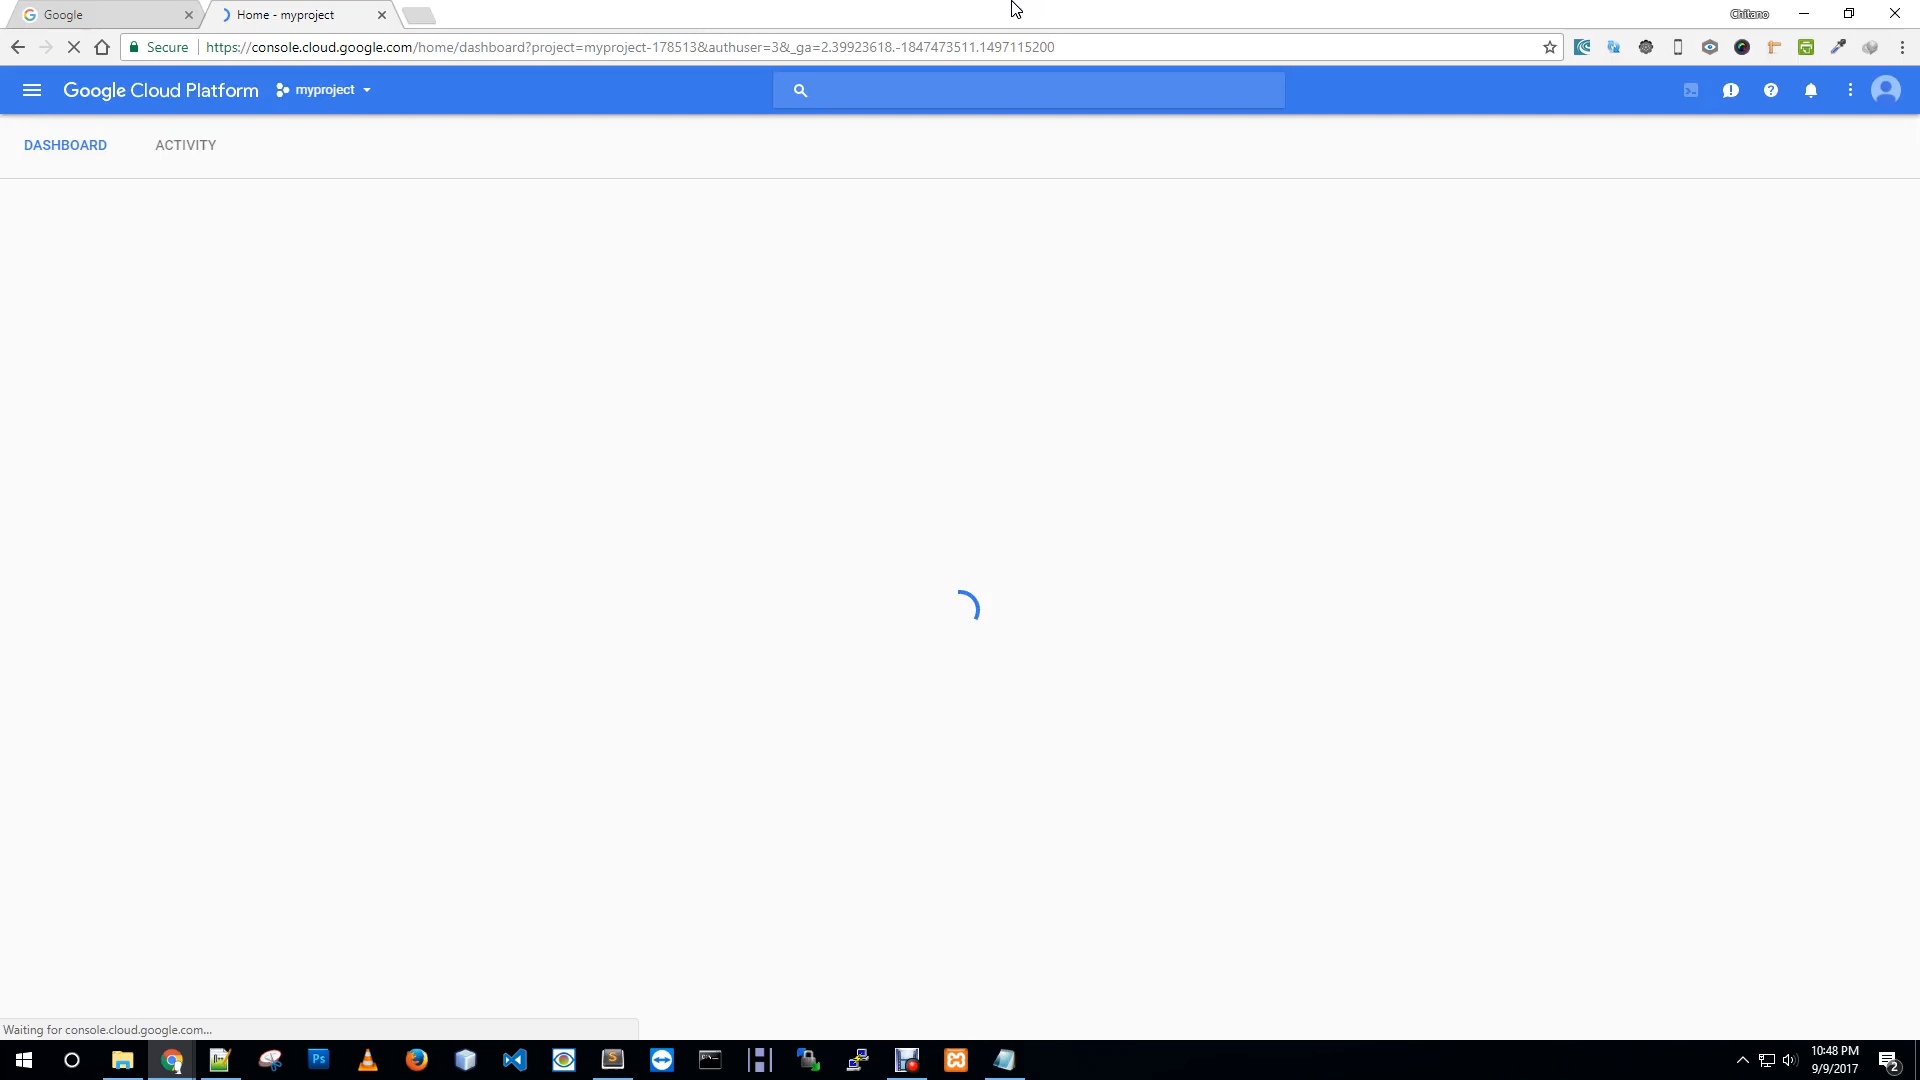 Google
Home - myproject
Chitano
Secure
https://console.cloud.google.com/home/dashboard?project=myproject-178513&authuser=3&_ga=2.39923618.-1847473511.1497115200
Google Cloud Platform
myproject
DASHBOARD
ACTIVITY
Waiting for console.cloud.google.com...
Ps
S
10:48 PM
9/9/2017
2